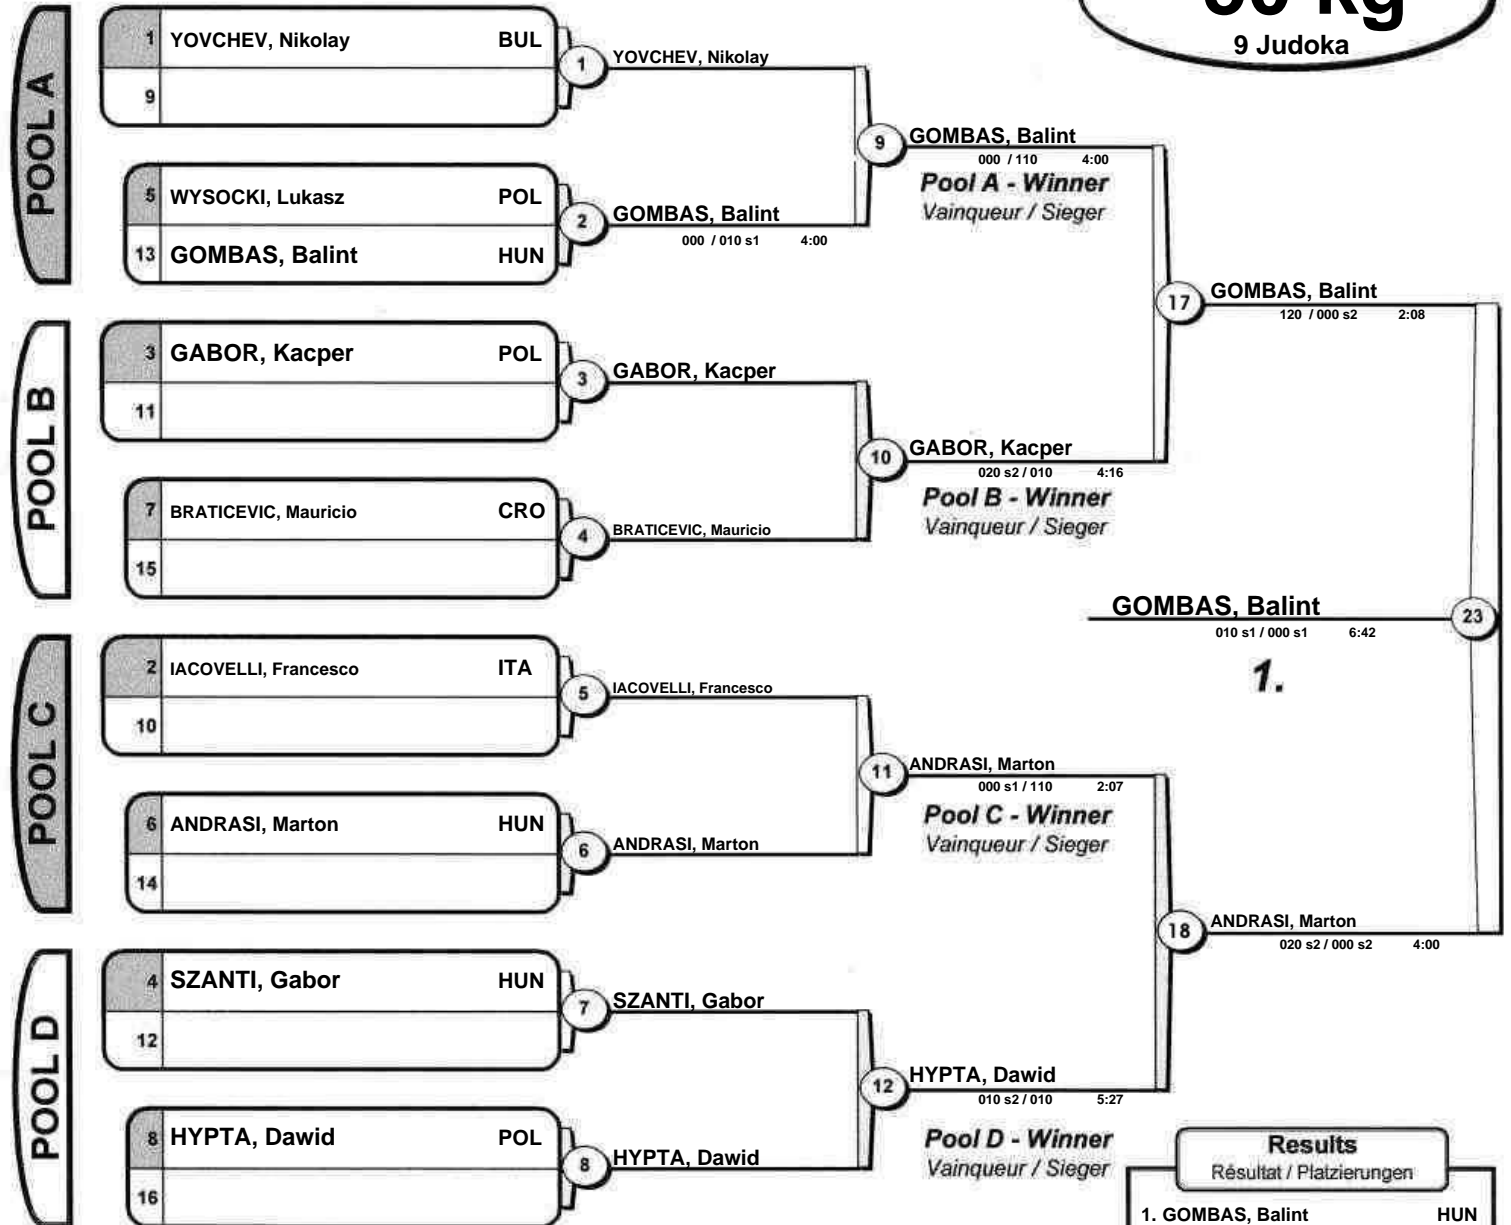 kg
9 Judoka
POOL A
1 YOVCHEV, Nikolay BUL
9
1 YOVCHEV, Nikolay
5 WYSOCKI, Lukasz POL
13 GOMBAS, Balint HUN
2 GOMBAS, Balint
000 / 010 s1 4:00
9 GOMBAS, Balint
000 / 110 4:00
Pool A - Winner
Vainqueur / Sieger
POOL B
3 GABOR, Kacper POL
11
3 GABOR, Kacper
7 BRATICEVIC, Mauricio CRO
15
4 BRATICEVIC, Mauricio
10 GABOR, Kacper
020 s2 / 010 4:16
Pool B - Winner
Vainqueur / Sieger
17 GOMBAS, Balint
120 / 000 s2 2:08
GOMBAS, Balint 23
010 s1 / 000 s1 6:42
1.
POOL C
2 IACOVELLI, Francesco ITA
10
5 IACOVELLI, Francesco
6 ANDRASI, Marton HUN
14
6 ANDRASI, Marton
11 ANDRASI, Marton
000 s1 / 110 2:07
Pool C - Winner
Vainqueur / Sieger
18 ANDRASI, Marton
020 s2 / 000 s2 4:00
POOL D
4 SZANTI, Gabor HUN
12
7 SZANTI, Gabor
8 HYPTA, Dawid POL
16
8 HYPTA, Dawid
12 HYPTA, Dawid
010 s2 / 010 5:27
Pool D - Winner
Vainqueur / Sieger
Results
Résultat / Platzierungen
1. GOMBAS, Balint HUN